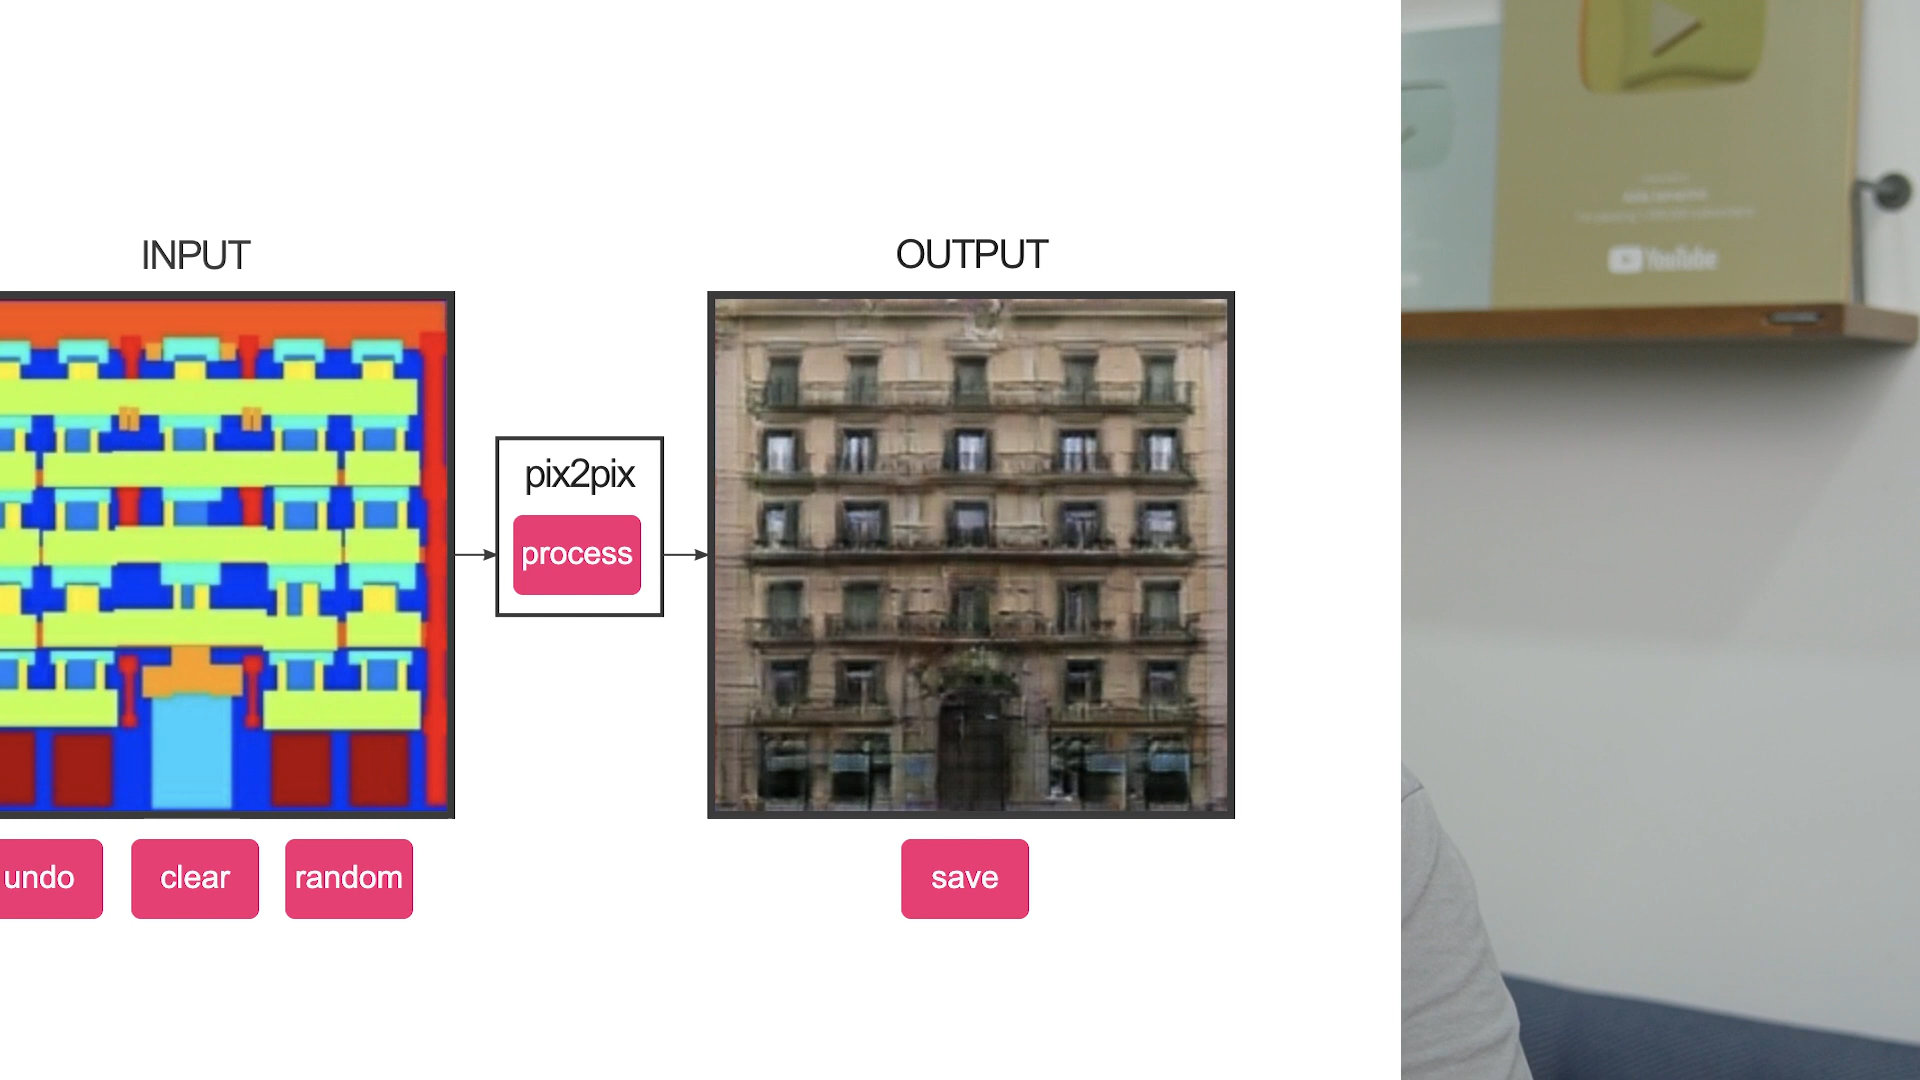 INPUT
OUTPUT
pix2pix
process
undo
clear
random
save
YouTube